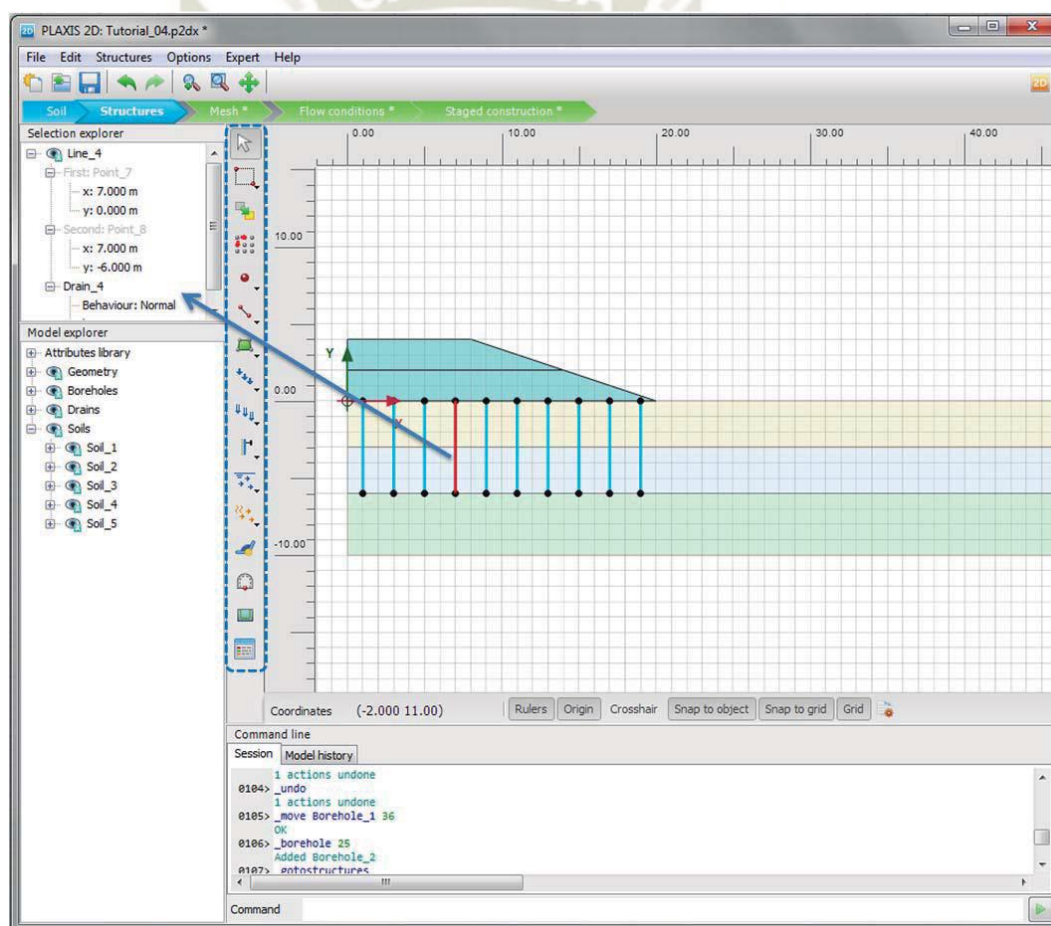 PLAXIS 2D: Tutorial_04.p2dx *
File Edit Structures Options Expert Help
2D
Soil Structures Mesh * Flow conditions * Staged construction *
Selection explorer
Line_4
First: Point_7
x: 7.000 m
y: 0.000 m
Second: Point_8
x: 7.000 m
y: -6.000 m
Drain_4
Behaviour: Normal
Model explorer
Attributes library
Geometry
Boreholes
Drains
Soils
Soil_1
Soil_2
Soil_3
Soil_4
Soil_5
0.00 10.00 20.00 30.00 40.00
10.00
Y
0.00
x
-10.00
Coordinates (-2.000 11.00) Rulers Origin Crosshair Snap to object Snap to grid Grid
Command line
Session Model history
1 actions undone
0104> _undo
1 actions undone
0105> _move Borehole_1 36
OK
0106> _borehole 25
Added Borehole_2
0107> _gotostructures
Command